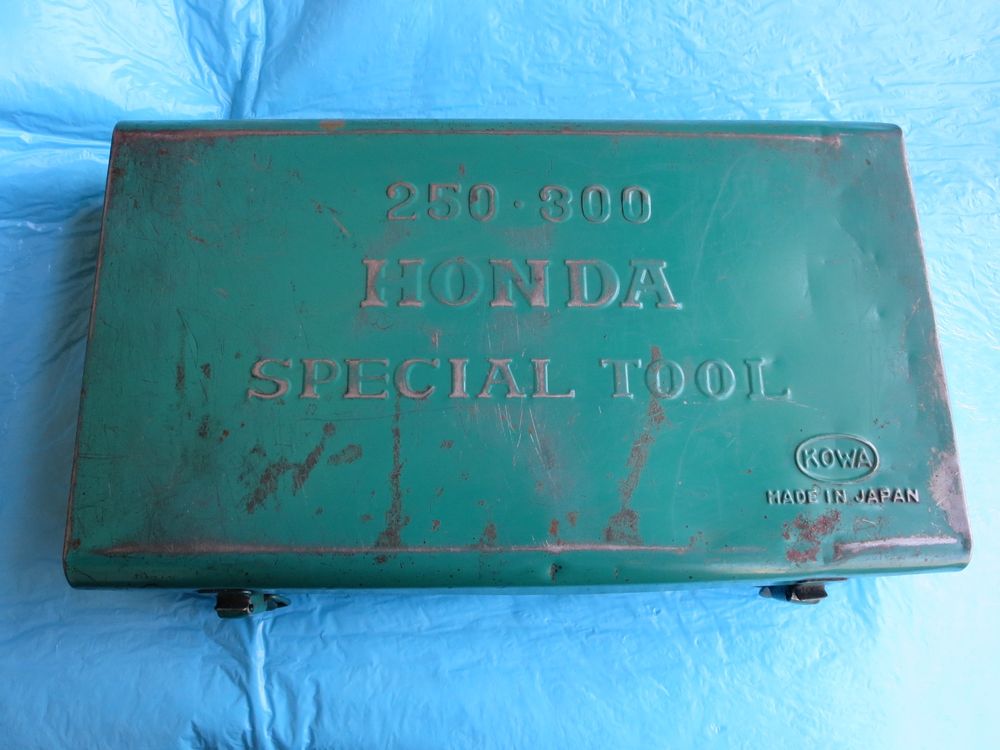 250・300
HONDA
SPECIAL TOOL
KOWA
MADE IN JAPAN